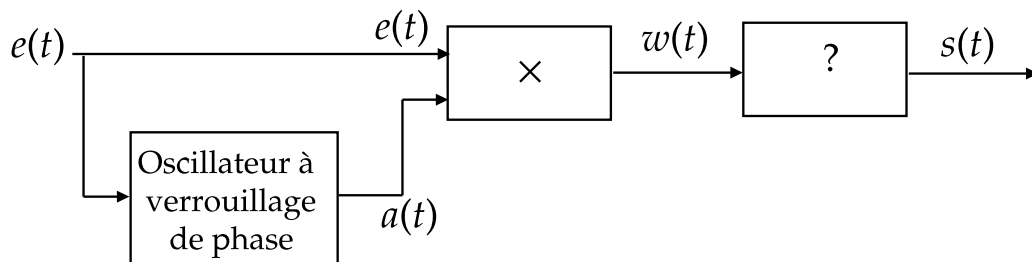 e(t)
e(t)
×
w(t)
?
s(t)
Oscillateur à
verrouillage
de phase
a(t)